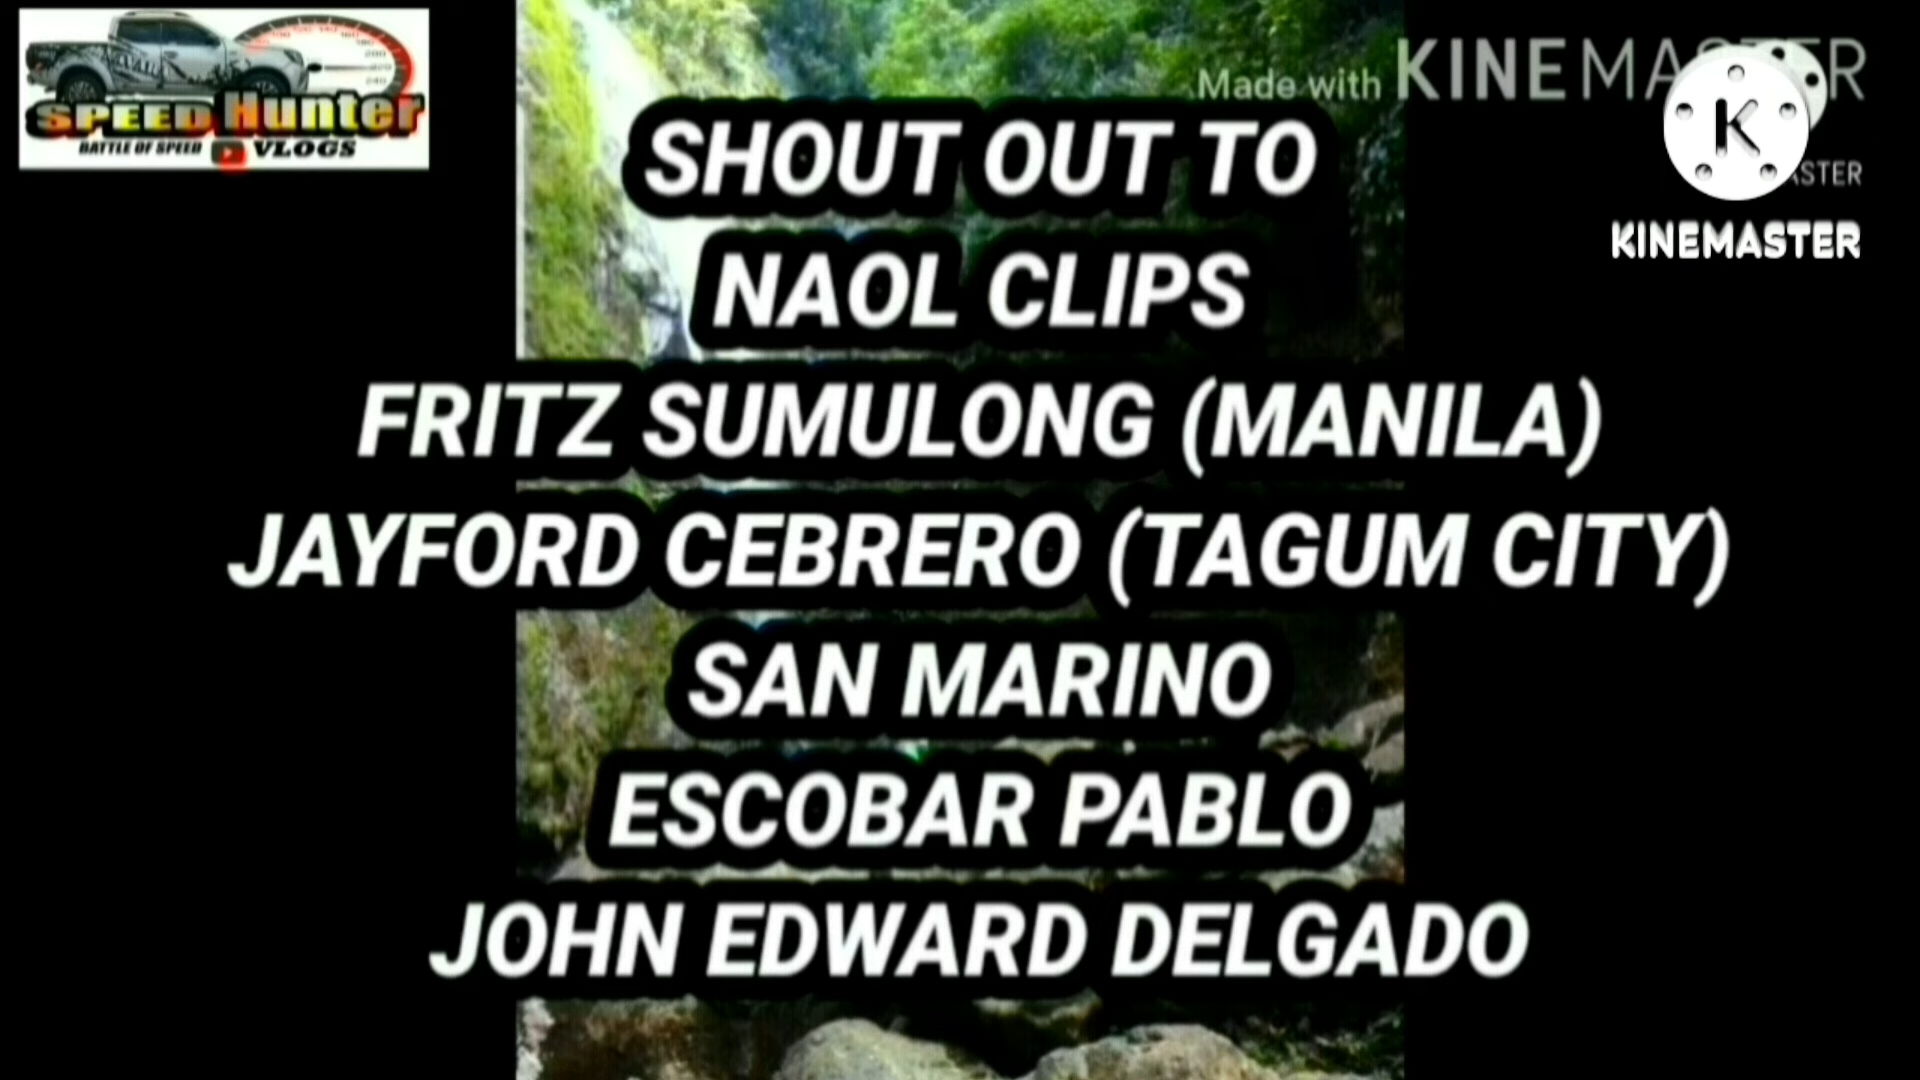 SPEED Hunter
BATTLE OF SPEED VLOGS
Made with KINEMASTER
K
ASTER
KINEMASTER
SHOUT OUT TO
NAOL CLIPS
FRITZ SUMULONG (MANILA)
JAYFORD CEBRERO (TAGUM CITY)
SAN MARINO
ESCOBAR PABLO
JOHN EDWARD DELGADO